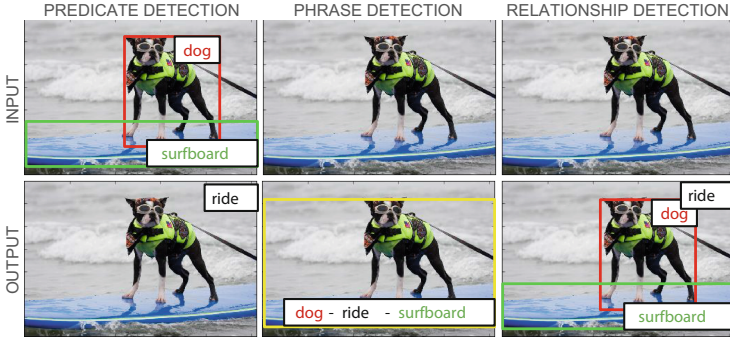 PREDICATE DETECTION
PHRASE DETECTION
RELATIONSHIP DETECTION
INPUT
dog
surfboard
OUTPUT
ride
dog - ride - surfboard
ride
dog
surfboard